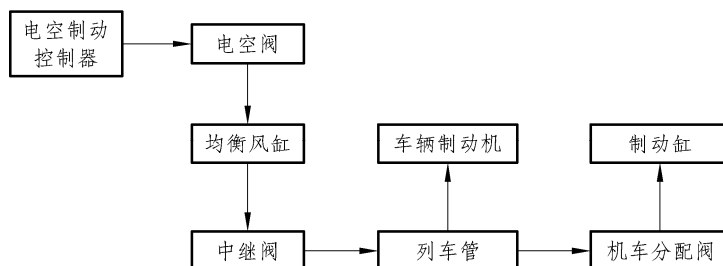 电空制动
控制器
电空阀
均衡风缸
车辆制动机
制动缸
中继阀
列车管
机车分配阀